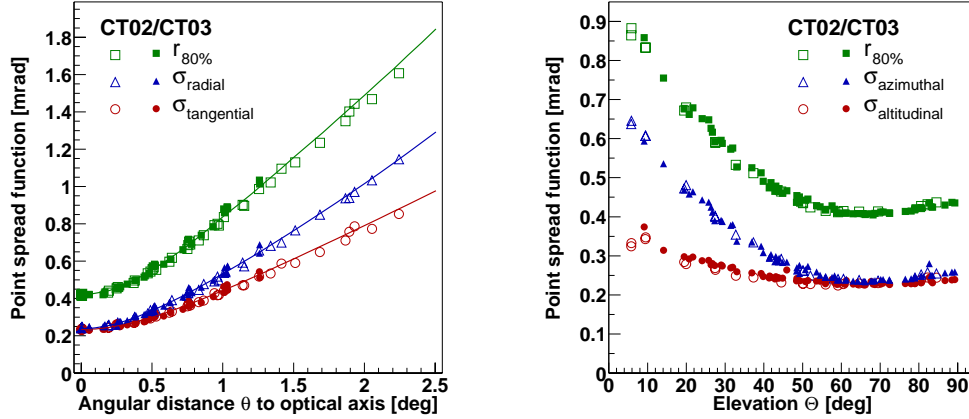 CT02/CT03
r80%
σradial
σtangential
Point spread function [mrad]
1.8
1.6
1.4
1.2
1
0.8
0.6
0.4
0.2
0
0 0.5 1 1.5 2 2.5
Angular distance θ to optical axis [deg]
CT02/CT03
r80%
σazimuthal
σaltitudinal
Point spread function [mrad]
0.9
0.8
0.7
0.6
0.5
0.4
0.3
0.2
0.1
0
0 10 20 30 40 50 60 70 80 90
Elevation Θ [deg]